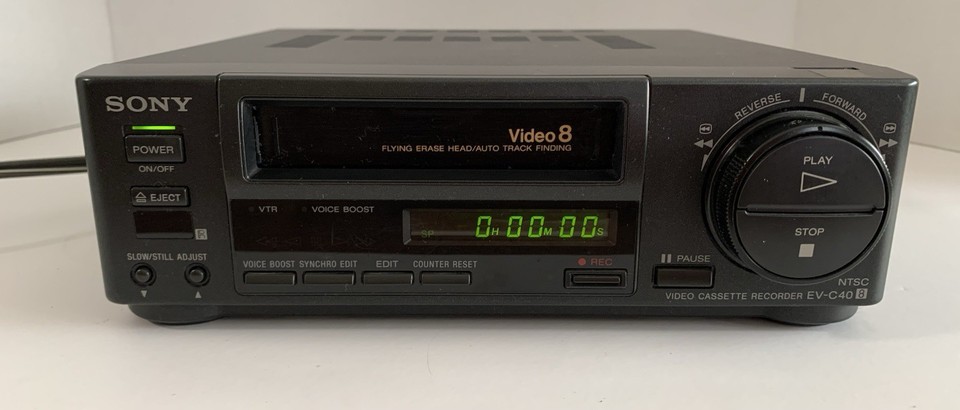 SONY
POWER
ON/OFF
EJECT
SLOW/STILL ADJUST
Video 8
FLYING ERASE HEAD/AUTO TRACK FINDING
VTR VOICE BOOST
SP 0H 00M 00S
VOICE BOOST SYNCHRO EDIT EDIT COUNTER RESET
REC
REVERSE FORWARD
PLAY
STOP
PAUSE
NTSC
VIDEO CASSETTE RECORDER EV-C40 8